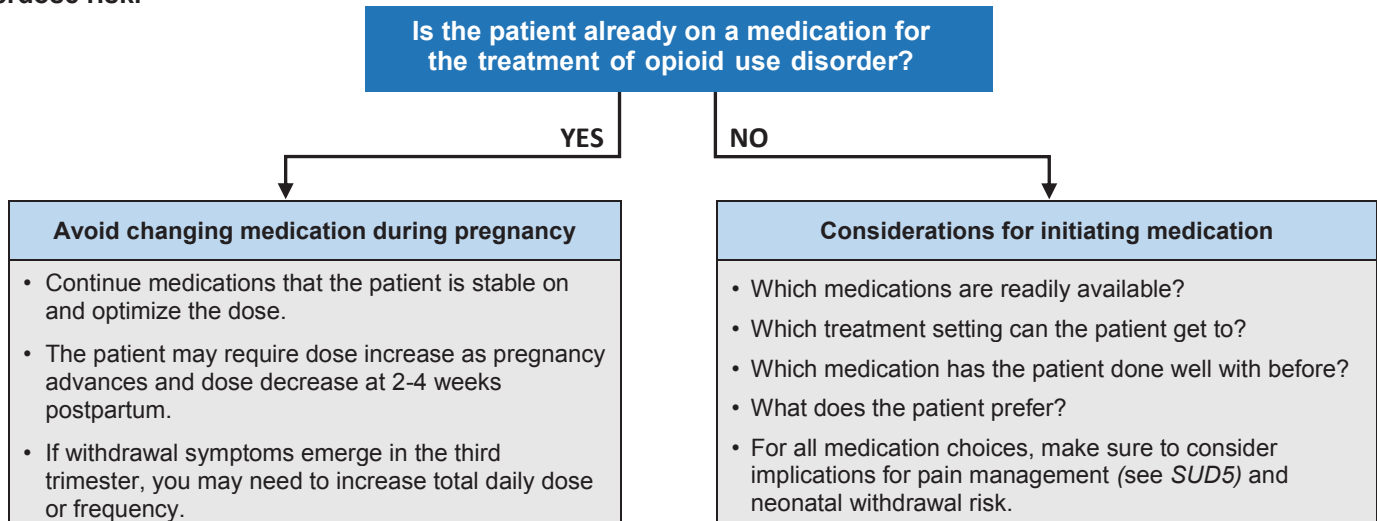 Is the patient already on a medication for
the treatment of opioid use disorder?
YES
NO
Avoid changing medication during pregnancy
• Continue medications that the patient is stable on
and optimize the dose.
• The patient may require dose increase as pregnancy
advances and dose decrease at 2-4 weeks
postpartum.
• If withdrawal symptoms emerge in the third
trimester, you may need to increase total daily dose
or frequency.
Considerations for initiating medication
• Which medications are readily available?
• Which treatment setting can the patient get to?
• Which medication has the patient done well with before?
• What does the patient prefer?
• For all medication choices, make sure to consider
implications for pain management (see SUD5) and
neonatal withdrawal risk.